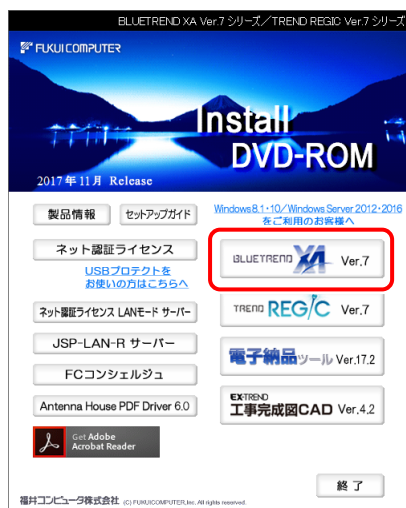 BLUETREND XA Ver.7 シリーズ／TREND REGIC Ver.7 シリーズ
FUKUI COMPUTER
Install
DVD-ROM
2017年11月 Release
製品情報
セットアップガイド
Windows8.1・10／Windows Server 2012・2016
をご利用のお客様へ
ネット認証ライセンス
USBプロテクトを
お使いの方はこちらへ
ネット認証ライセンス LANモード サーバー
JSP-LAN-R サーバー
FCコンシェルジュ
Antenna House PDF Driver 6.0
Get Adobe
Acrobat Reader
BLUETREND XA Ver.7
TREND REGIC Ver.7
電子納品ツール Ver.17.2
EX-TREND
工事完成図CAD Ver.4.2
終了
福井コンピュータ株式会社 (C) FUKUICOMPUTER,Inc. All rights reserved.